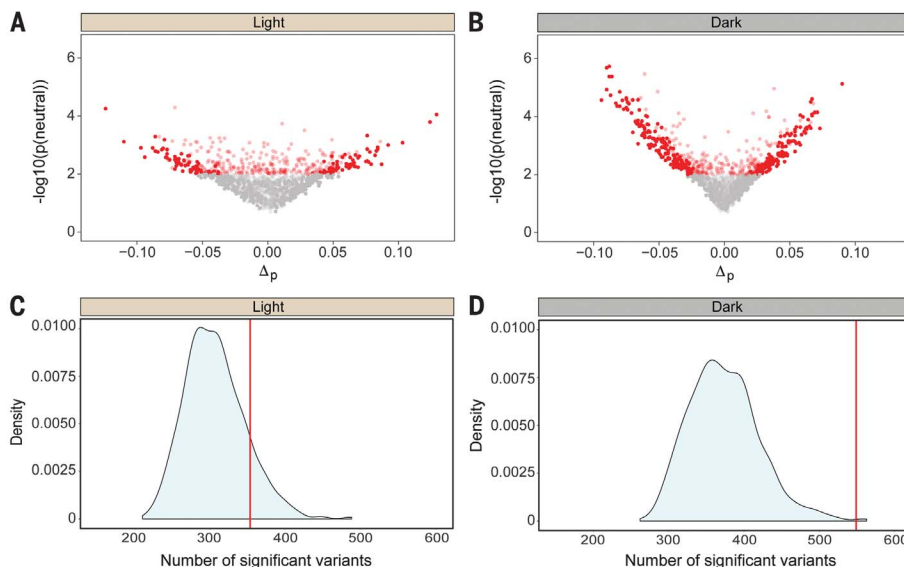 A
Light
-log10(p(neutral))
6
4
2
0
−0.10
−0.05
0.00
0.05
0.10
Δp
B
Dark
-log10(p(neutral))
6
4
2
0
−0.10
−0.05
0.00
0.05
0.10
Δp
C
Light
Density
0.0100
0.0075
0.0050
0.0025
0
200
300
400
500
600
Number of significant variants
D
Dark
Density
0.0100
0.0075
0.0050
0.0025
0
200
300
400
500
600
Number of significant variants